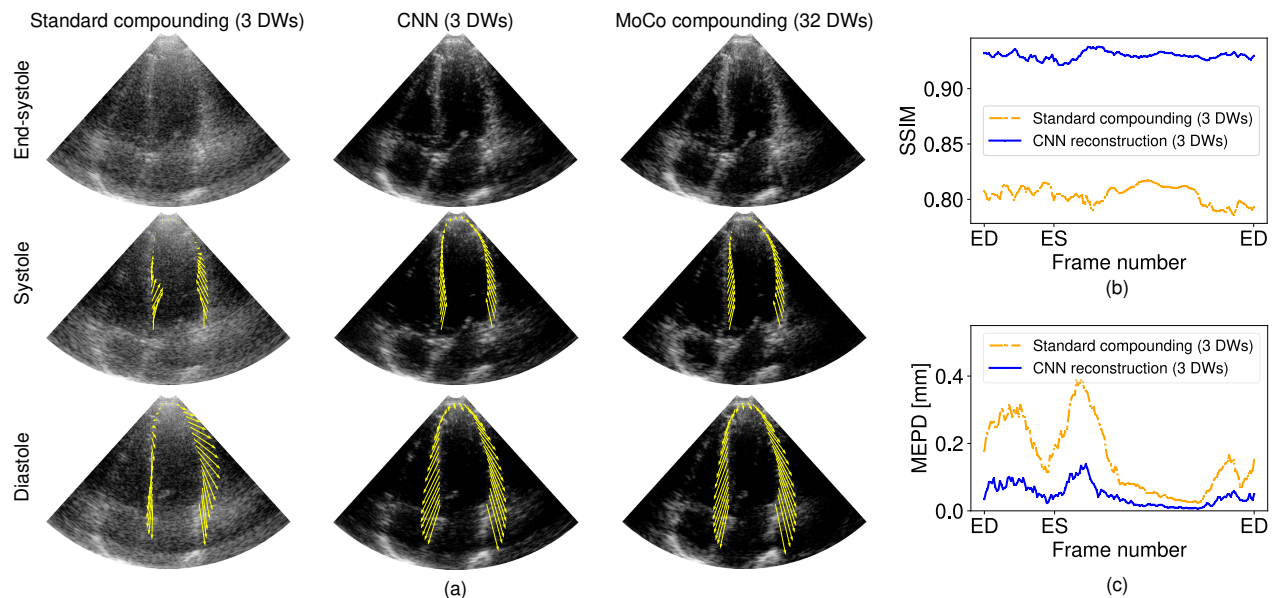 Standard compounding (3 DWs)
CNN (3 DWs)
MoCo compounding (32 DWs)
End-systole
Systole
Diastole
(a)
SSIM
0.90
0.85
0.80
Standard compounding (3 DWs)
CNN reconstruction (3 DWs)
ED
ES
ED
Frame number
(b)
MEPD [mm]
0.4
0.2
0.0
Standard compounding (3 DWs)
CNN reconstruction (3 DWs)
ED
ES
ED
Frame number
(c)